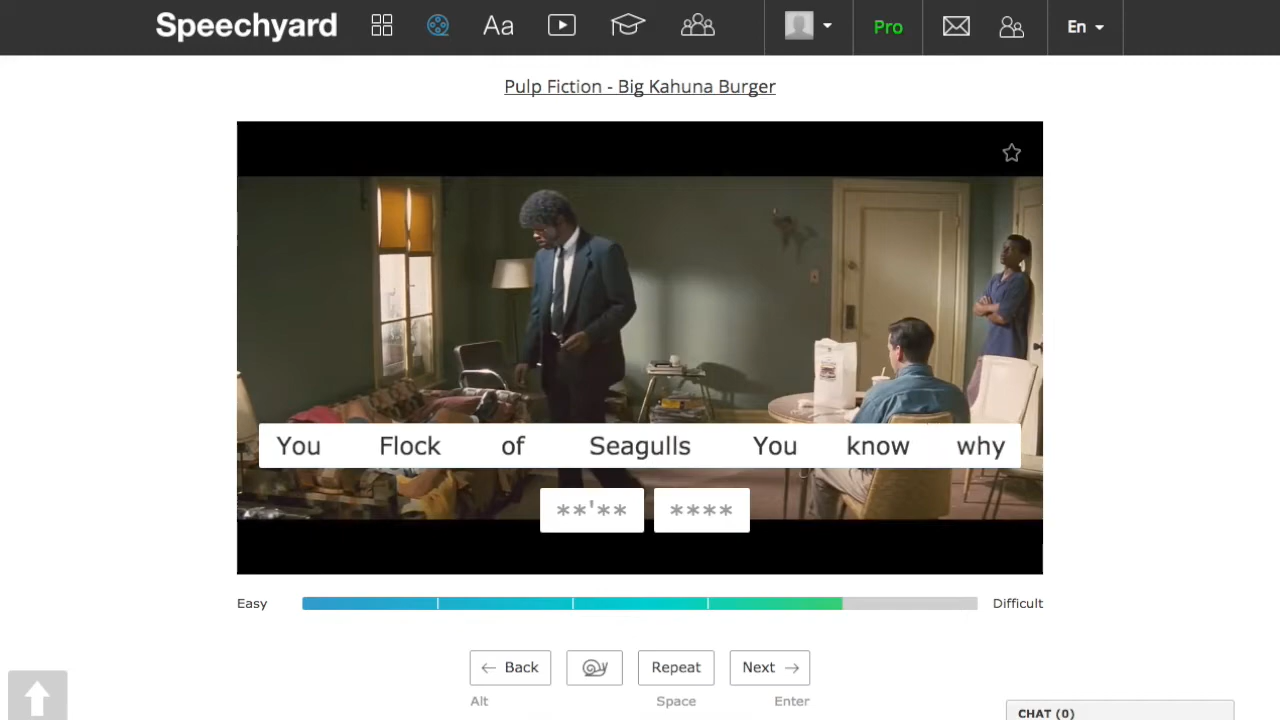 Speechyard Aa Pro En
Pulp Fiction - Big Kahuna Burger
You Flock of Seagulls You know why
**'** ****
Easy Difficult
← Back Repeat Next →
Alt Space Enter
CHAT (0)